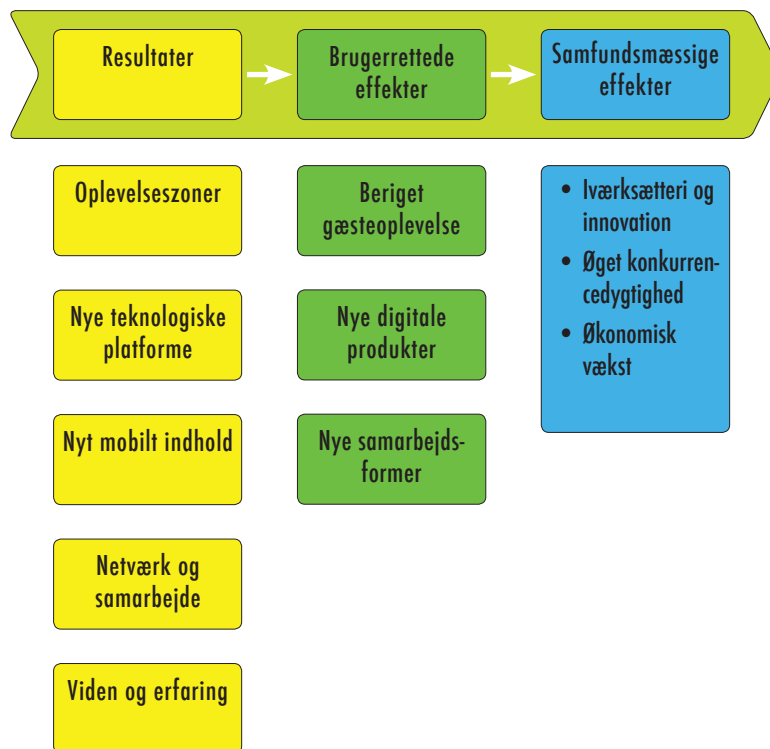 Resultater
Brugerrettede
effekter
Samfundsmæssige
effekter
Oplevelseszoner
Nye teknologiske
platforme
Nyt mobilt indhold
Netværk og
samarbejde
Viden og erfaring
Beriget
gæsteoplevelse
Nye digitale
produkter
Nye samarbejds-
former
• Iværksætteri og
innovation
• Øget konkurren-
cedygtighed
• Økonomisk
vækst